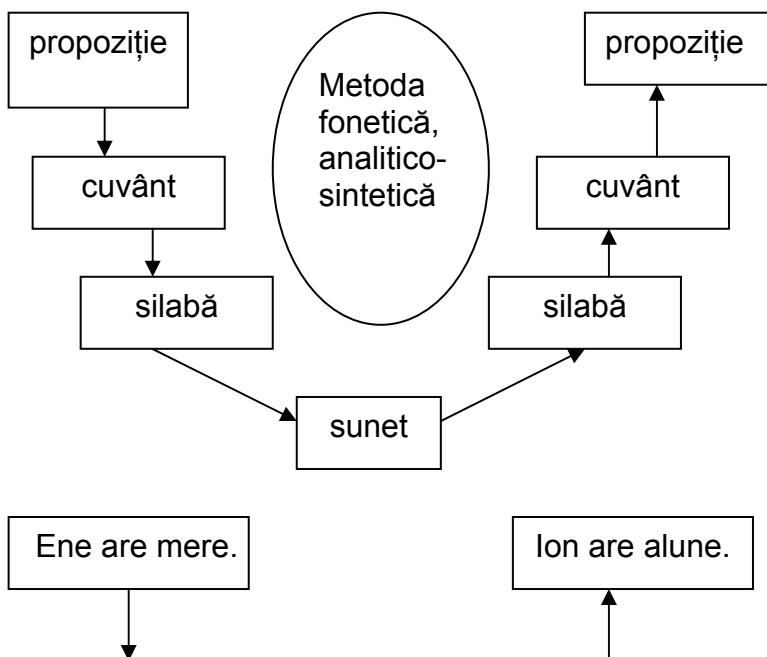 propoziție
propoziție
Metoda
fonetică,
analitico-
sintetică
cuvânt
cuvânt
silabă
silabă
sunet
Ene are mere.
Ion are alune.